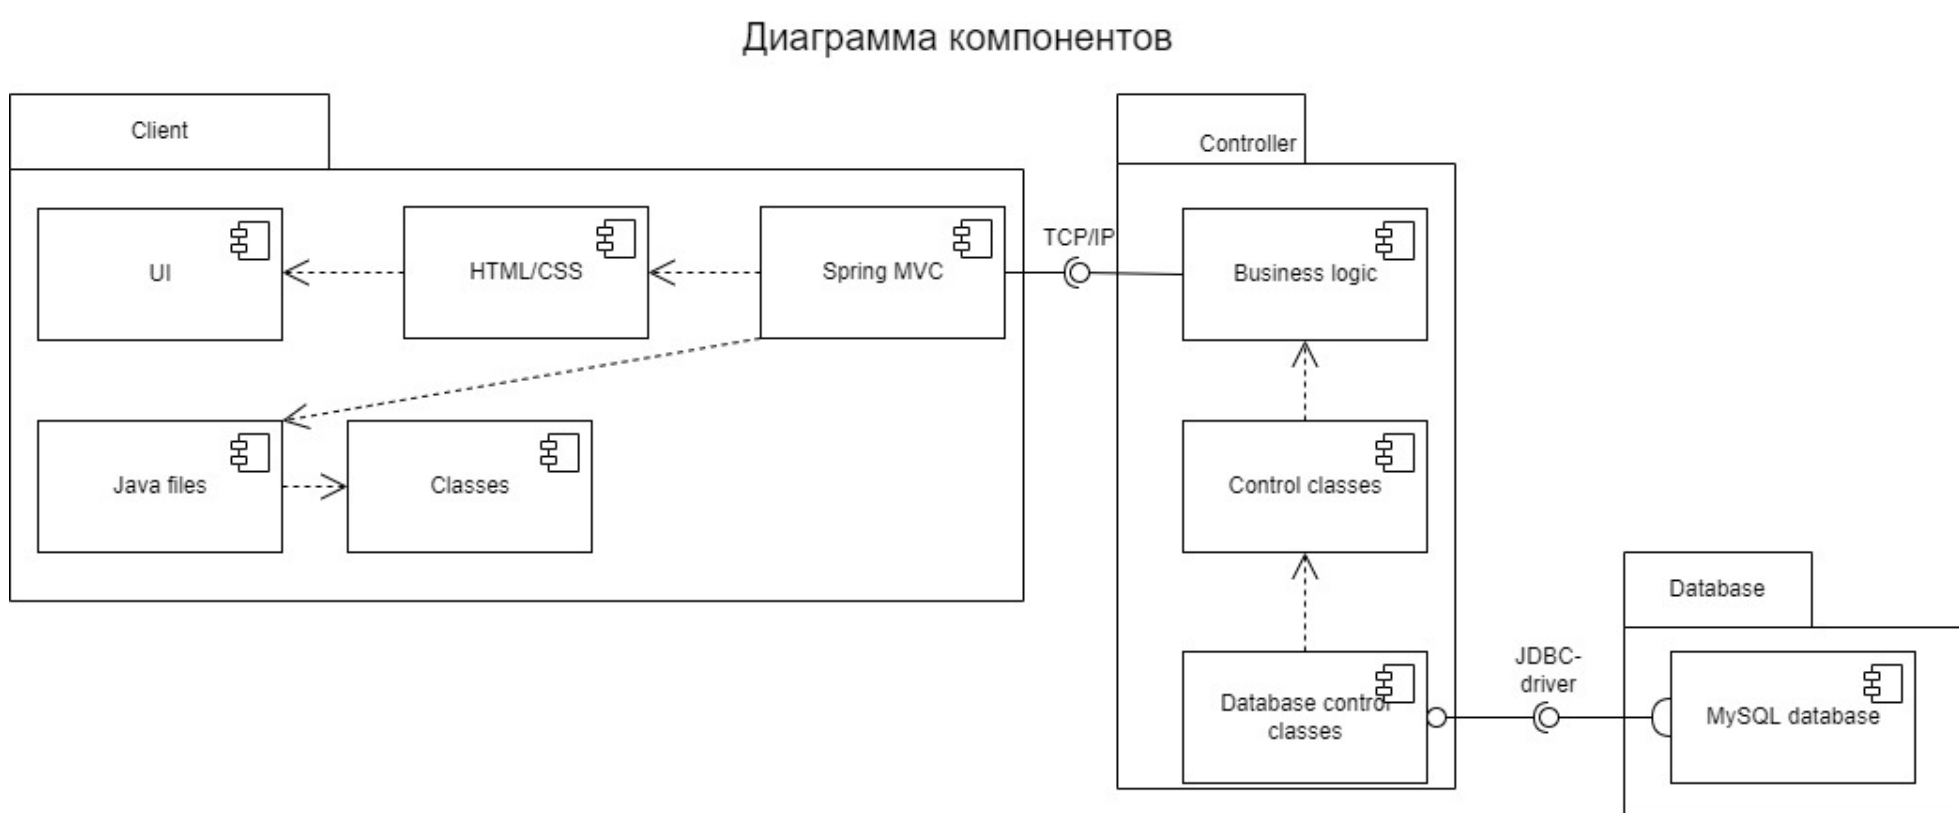 Диаграмма компонентов
Client
Controller
UI
HTML/CSS
Spring MVC
TCP/IP
Business logic
Java files
Classes
Control classes
Database
Database control
classes
JDBC-
driver
MySQL database